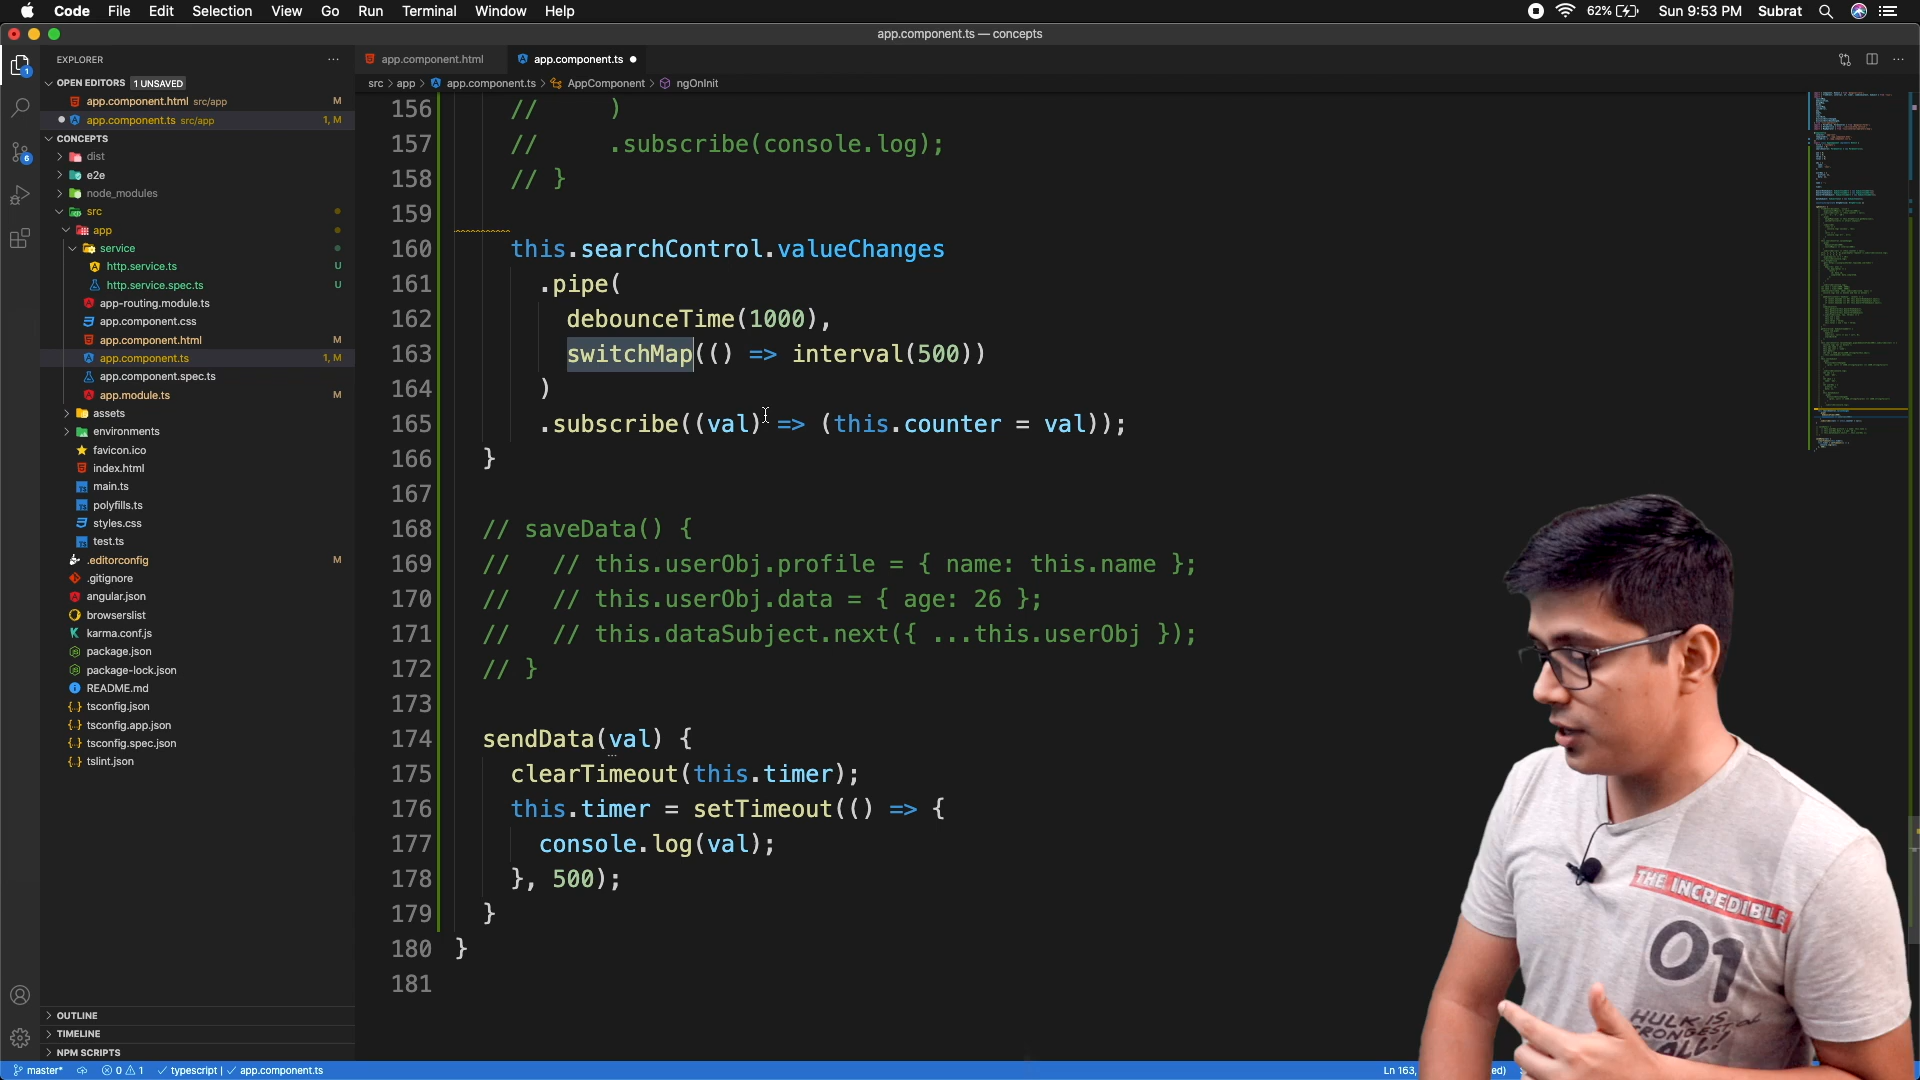 Code File Edit Selection View Go Run Terminal Window Help
62% Sun 9:53 PM Subrat
app.component.ts — concepts
EXPLORER
OPEN EDITORS 1 UNSAVED
app.component.html src/app M
app.component.ts src/app 1, M
CONCEPTS
dist
e2e
node_modules
src
app
service
http.service.ts U
http.service.spec.ts U
app-routing.module.ts
app.component.css
app.component.html M
app.component.ts 1, M
app.component.spec.ts
app.module.ts M
assets
environments
favicon.ico
index.html
main.ts
polyfills.ts
styles.css
test.ts
.editorconfig M
.gitignore
angular.json
browserslist
karma.conf.js
package.json
package-lock.json
README.md
tsconfig.json
tsconfig.app.json
tsconfig.spec.json
tslint.json
OUTLINE
TIMELINE
NPM SCRIPTS
app.component.html
app.component.ts
src > app > app.component.ts > AppComponent > ngOnInit
156 // )
157 // .subscribe(console.log);
158 // }
159
160 this.searchControl.valueChanges
161 .pipe(
162 debounceTime(1000),
163 switchMap(() => interval(500))
164 )
165 .subscribe((val) => (this.counter = val));
166 }
167
168 // saveData() {
169 // // this.userObj.profile = { name: this.name };
170 // // this.userObj.data = { age: 26 };
171 // // this.dataSubject.next({ ...this.userObj });
172 // }
173
174 sendData(val) {
175 clearTimeout(this.timer);
176 this.timer = setTimeout(() => {
177 console.log(val);
178 }, 500);
179 }
180 }
181
THE INCREDIBLE
01
HULK IS
master* 0 1 typescript | app.component.ts
Ln 163,